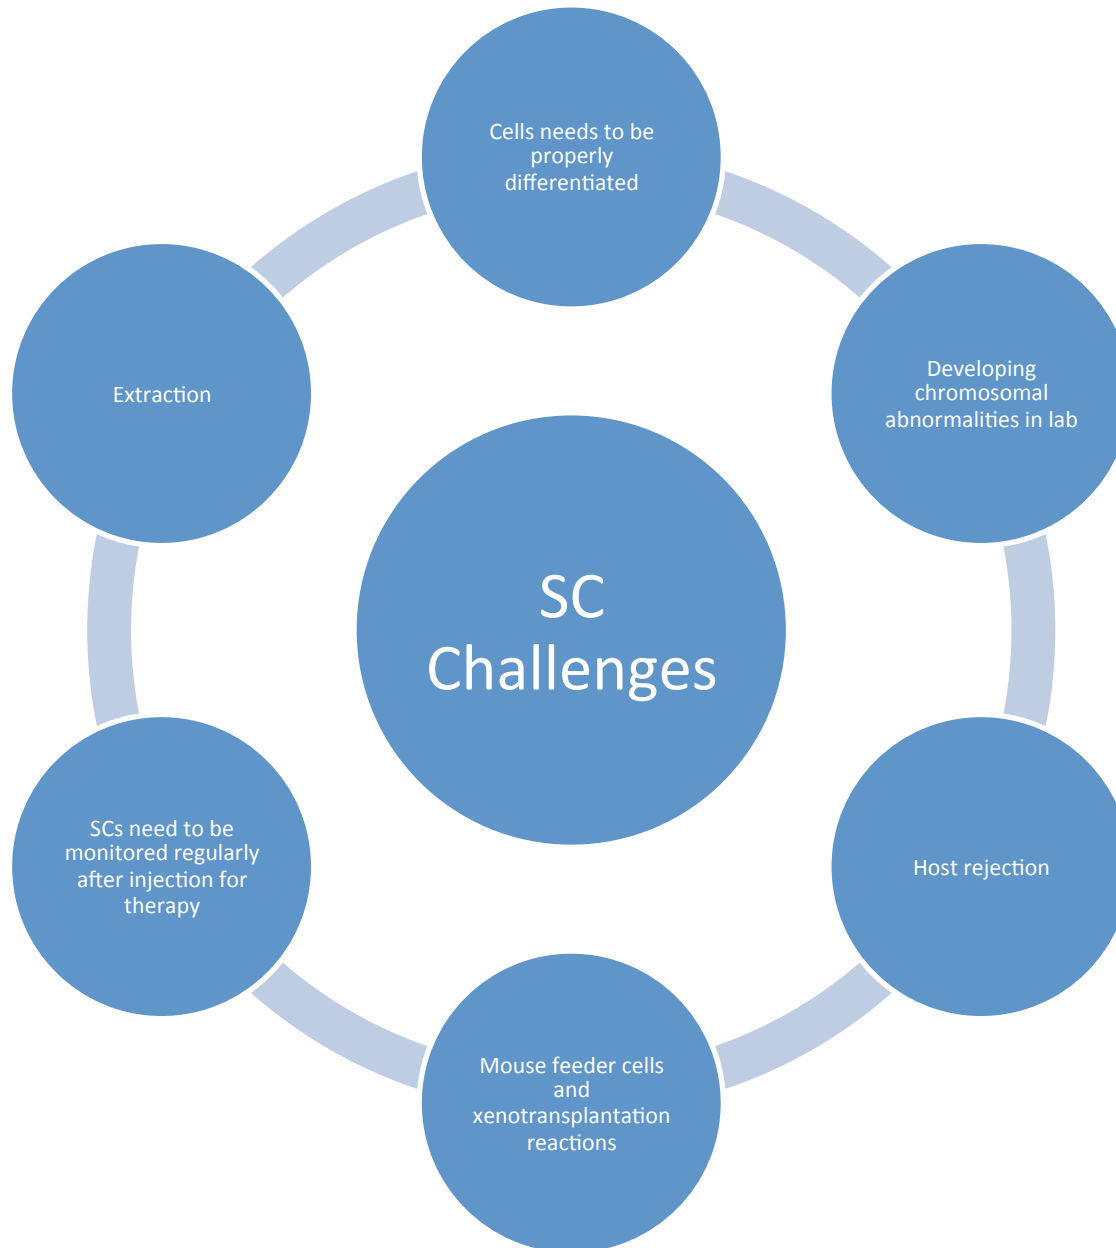 Cells needs to be
properly
differentiated
Developing
chromosomal
abnormalities in lab
Host rejection
Mouse feeder cells
and
xenotransplantation
reactions
SCs need to be
monitored regularly
after injection for
therapy
Extraction
SC
Challenges